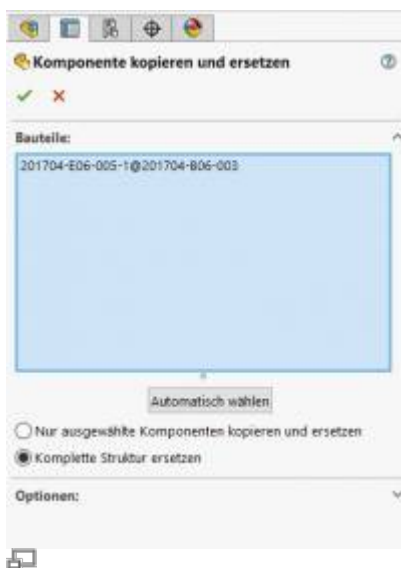 Komponente kopieren und ersetzen
Bauteile:
201704-E06-005-1@201704-B06-003
Automatisch wählen
Nur ausgewählte Komponenten kopieren und ersetzen
Komplette Struktur ersetzen
Optionen: